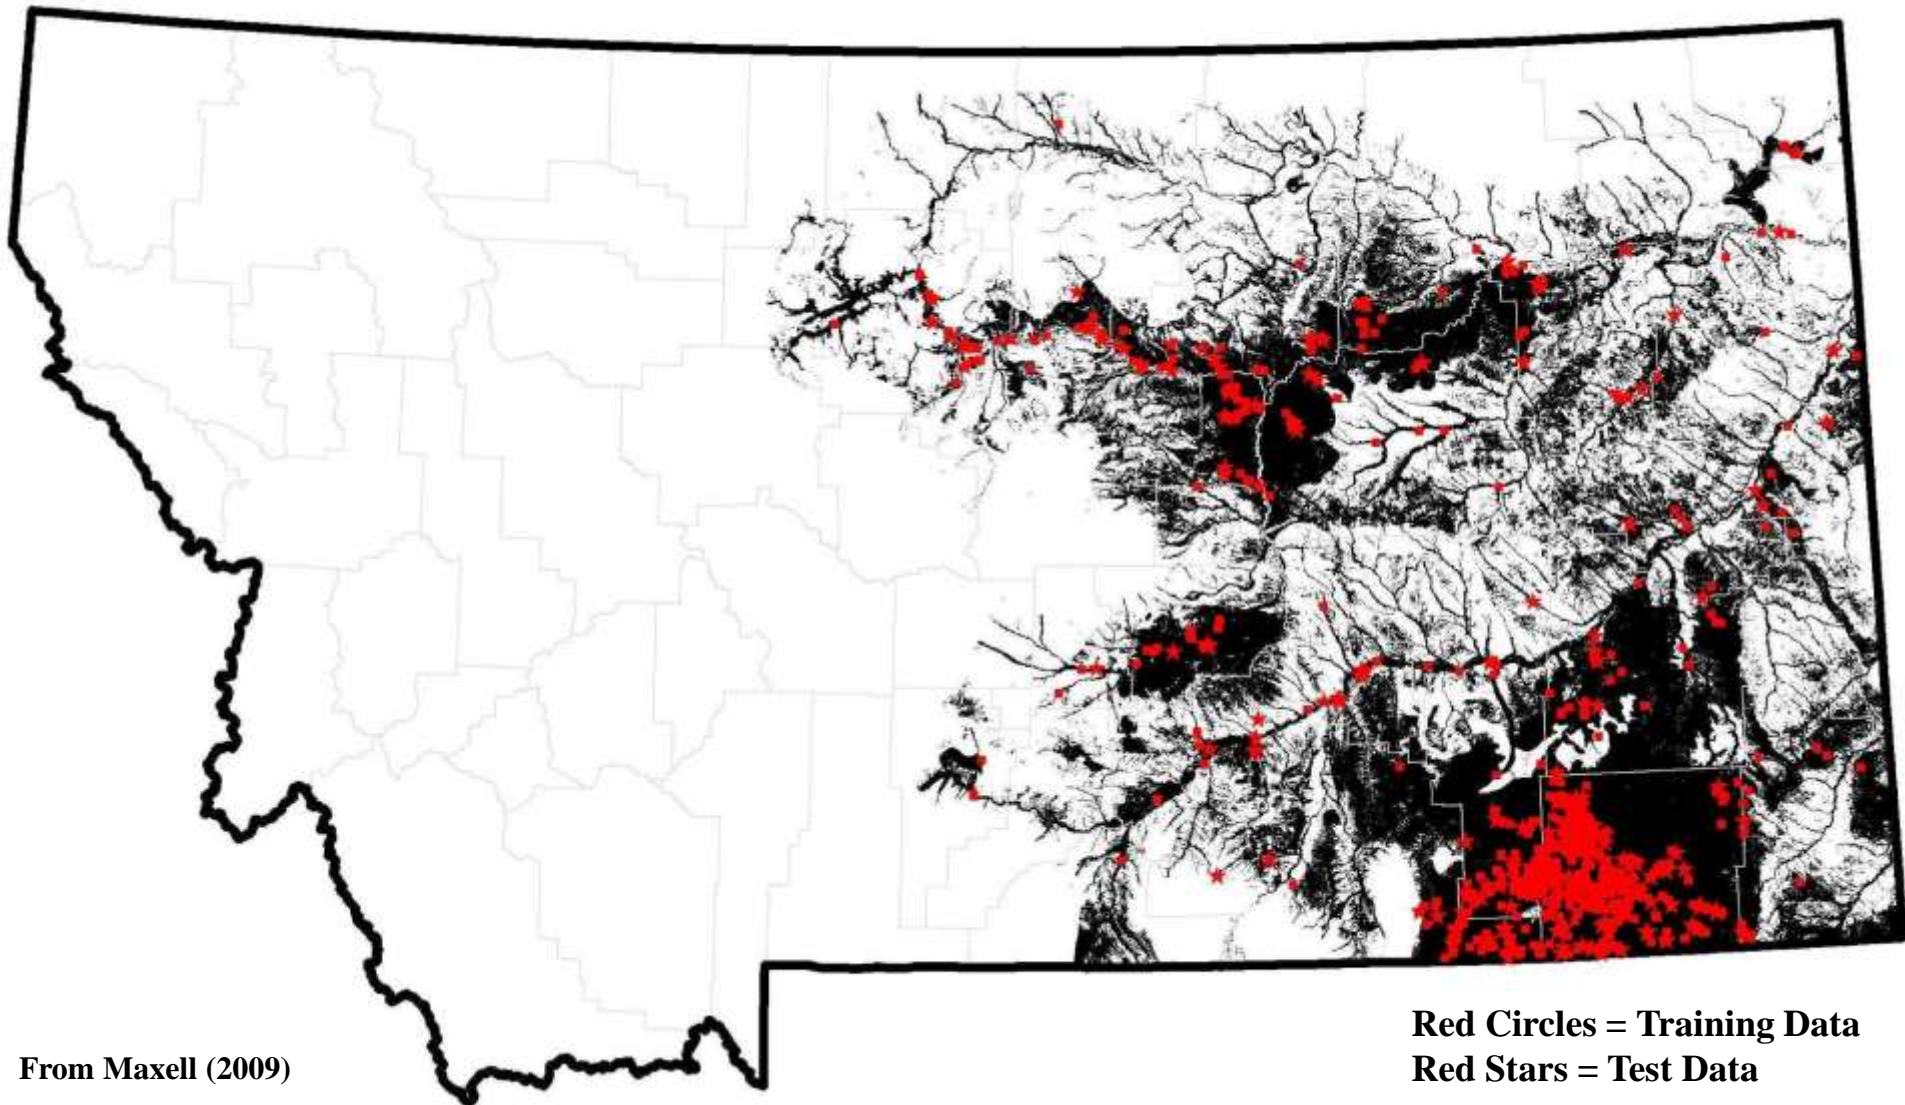 Red Circles = Training Data
From Maxell (2009)
Red Stars = Test Data